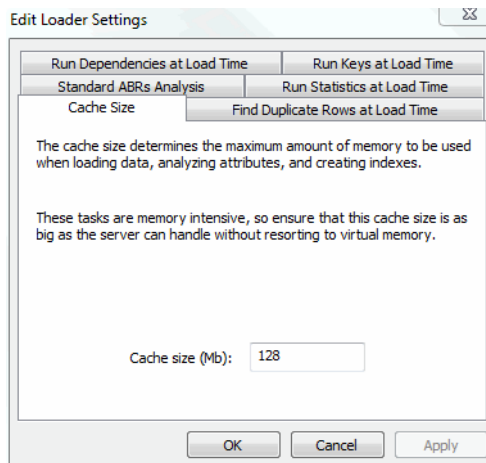 Edit Loader Settings
Run Dependencies at Load Time
Run Keys at Load Time
Standard ABRs Analysis
Run Statistics at Load Time
Cache Size
Find Duplicate Rows at Load Time
The cache size determines the maximum amount of memory to be used
when loading data, analyzing attributes, and creating indexes.
These tasks are memory intensive, so ensure that this cache size is as
big as the server can handle without resorting to virtual memory.
Cache size (Mb): 128
OK
Cancel
Apply